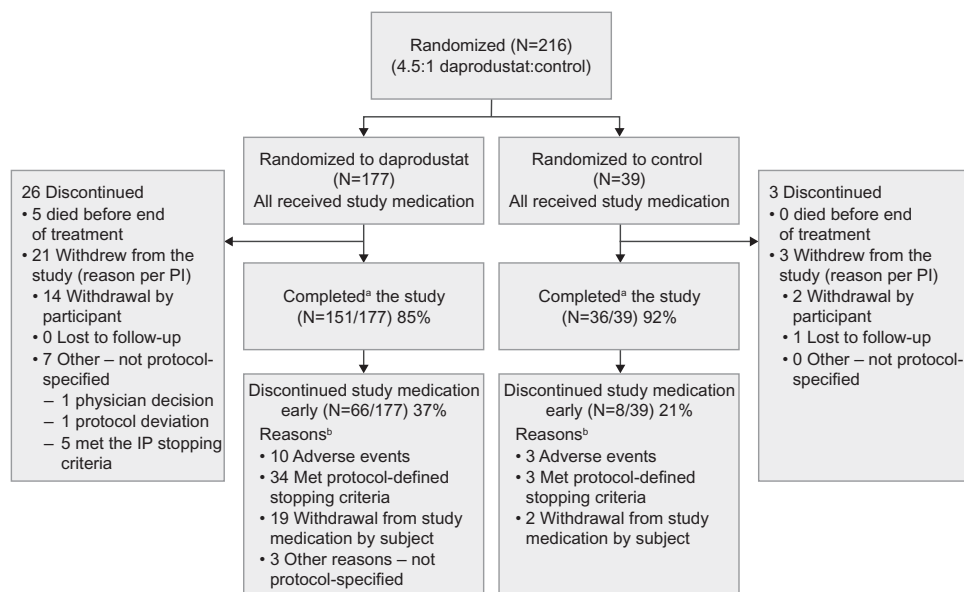 Randomized (N=216)
(4.5:1 daprodustat:control)
Randomized to daprodustat
(N=177)
All received study medication
Randomized to control
(N=39)
All received study medication
26 Discontinued
• 5 died before end
of treatment
• 21 Withdrew from the
study (reason per PI)
• 14 Withdrawal by
participant
• 0 Lost to follow-up
• 7 Other – not protocol-
specified
– 1 physician decision
– 1 protocol deviation
– 5 met the IP stopping
criteria
3 Discontinued
• 0 died before end
of treatment
• 3 Withdrew from the
study (reason per PI)
• 2 Withdrawal by
participant
• 1 Lost to follow-up
• 0 Other – not protocol-
specified
Completedᵃ the study
(N=151/177) 85%
Completedᵃ the study
(N=36/39) 92%
Discontinued study medication
early (N=66/177) 37%
Reasonsᵇ
• 10 Adverse events
• 34 Met protocol-defined
stopping criteria
• 19 Withdrawal from study
medication by subject
• 3 Other reasons – not
protocol-specified
Discontinued study medication
early (N=8/39) 21%
Reasonsᵇ
• 3 Adverse events
• 3 Met protocol-defined
stopping criteria
• 2 Withdrawal from study
medication by subject